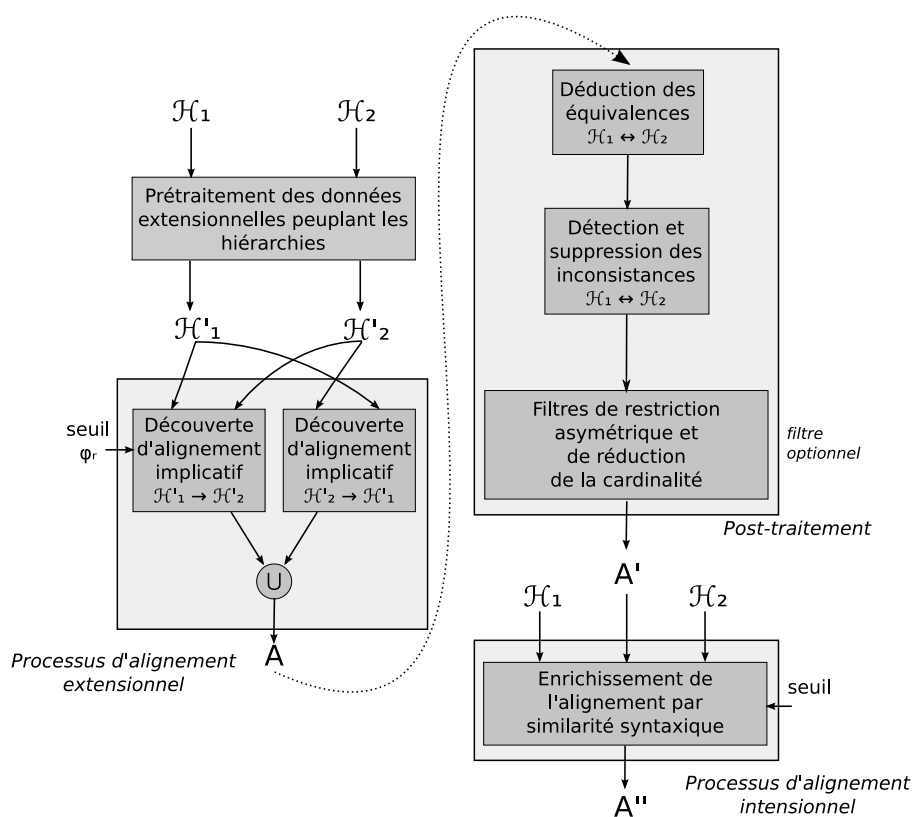 ℋ₁
ℋ₂
Prétraitement des données
extensionnelles peuplant les
hiérarchies
ℋ'₁
ℋ'₂
seuil
φᵣ
Découverte
d'alignement
implicatif
ℋ'₁ → ℋ'₂
Découverte
d'alignement
implicatif
ℋ'₂ → ℋ'₁
U
A
Processus d'alignement
extensionnel
Déduction des
équivalences
ℋ₁ ↔ ℋ₂
Détection et
suppression des
inconsistances
ℋ₁ ↔ ℋ₂
Filtres de restriction
asymétrique et
de réduction
de la cardinalité
filtre
optionnel
Post-traitement
A'
ℋ₁
ℋ₂
Enrichissement de
l'alignement par
similarité syntaxique
seuil
Processus d'alignement
intensionnel
A"